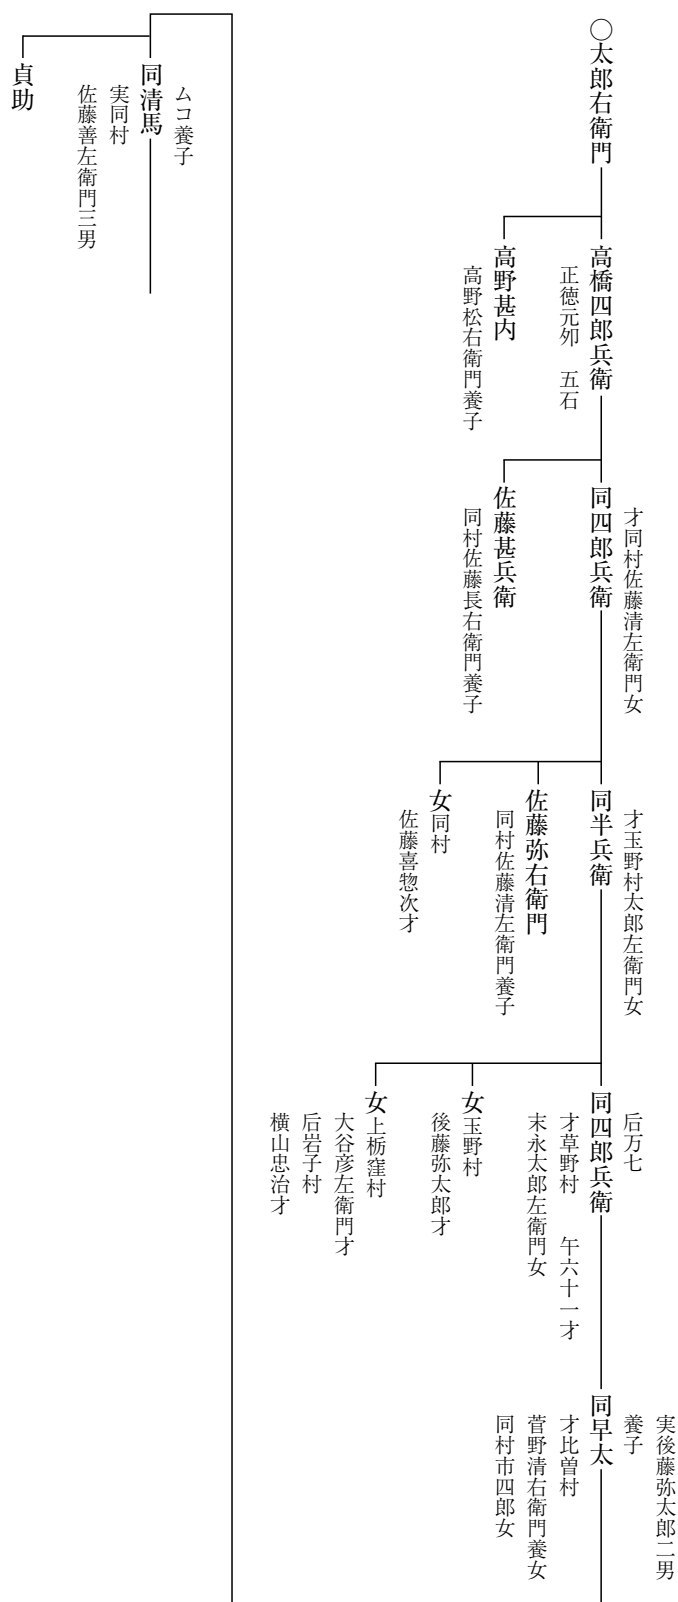 〇太郎右衛門
高橋四郎兵衛
正徳元卯　五石
高野甚内
高野松右衛門養子
才同村佐藤清左衛門女
同四郎兵衛
佐藤甚兵衛
同村佐藤長右衛門養子
才玉野村太郎左衛門女
同半兵衛
佐藤弥右衛門
同村佐藤清左衛門養子
女同村
佐藤喜惣次才
后万七
同四郎兵衛
才草野村　午六十一才
末永太郎左衛門女
女玉野村
後藤弥太郎才
女上栃窪村
大谷彦左衛門才
后岩子村
横山忠治才
実後藤弥太郎二男
養子
同早太
才比曽村
菅野清右衛門養女
同村市四郎女
ムコ養子
同清馬
実同村
佐藤善左衛門三男
貞助